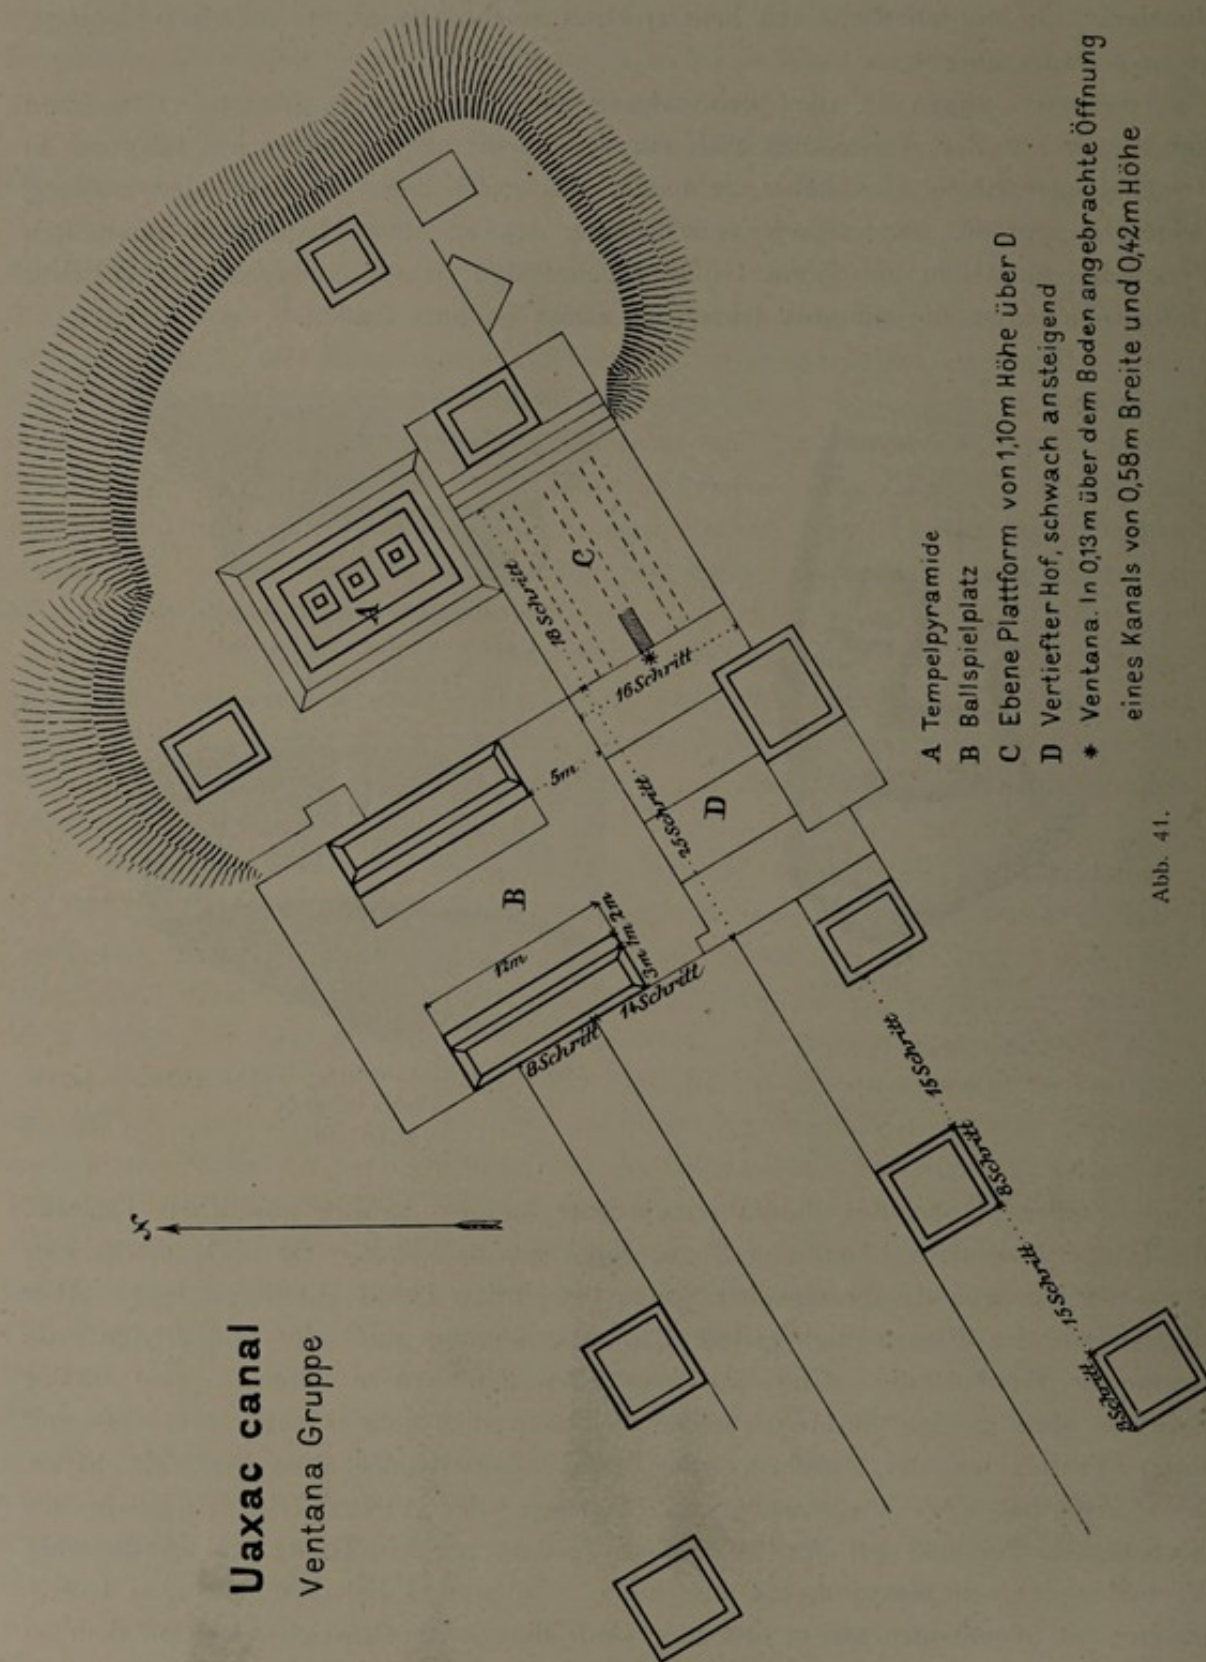 Uaxac canal
Ventana Gruppe
N.
A
18 Schritt
C
*
16 Schritt
5m
25 Schritt
D
B
12m
3m 1m 2m
8 Schritt
14 Schritt
15 Schritt
8 Schritt
15 Schritt
8 Schritt
A Tempelpyramide
B Ballspielplatz
C Ebene Plattform von 1,10m Höhe über D
D Vertiefter Hof, schwach ansteigend
* Ventana. In 0,13m über dem Boden angebrachte Öffnung
eines Kanals von 0,58m Breite und 0,42m Höhe
Abb. 41.